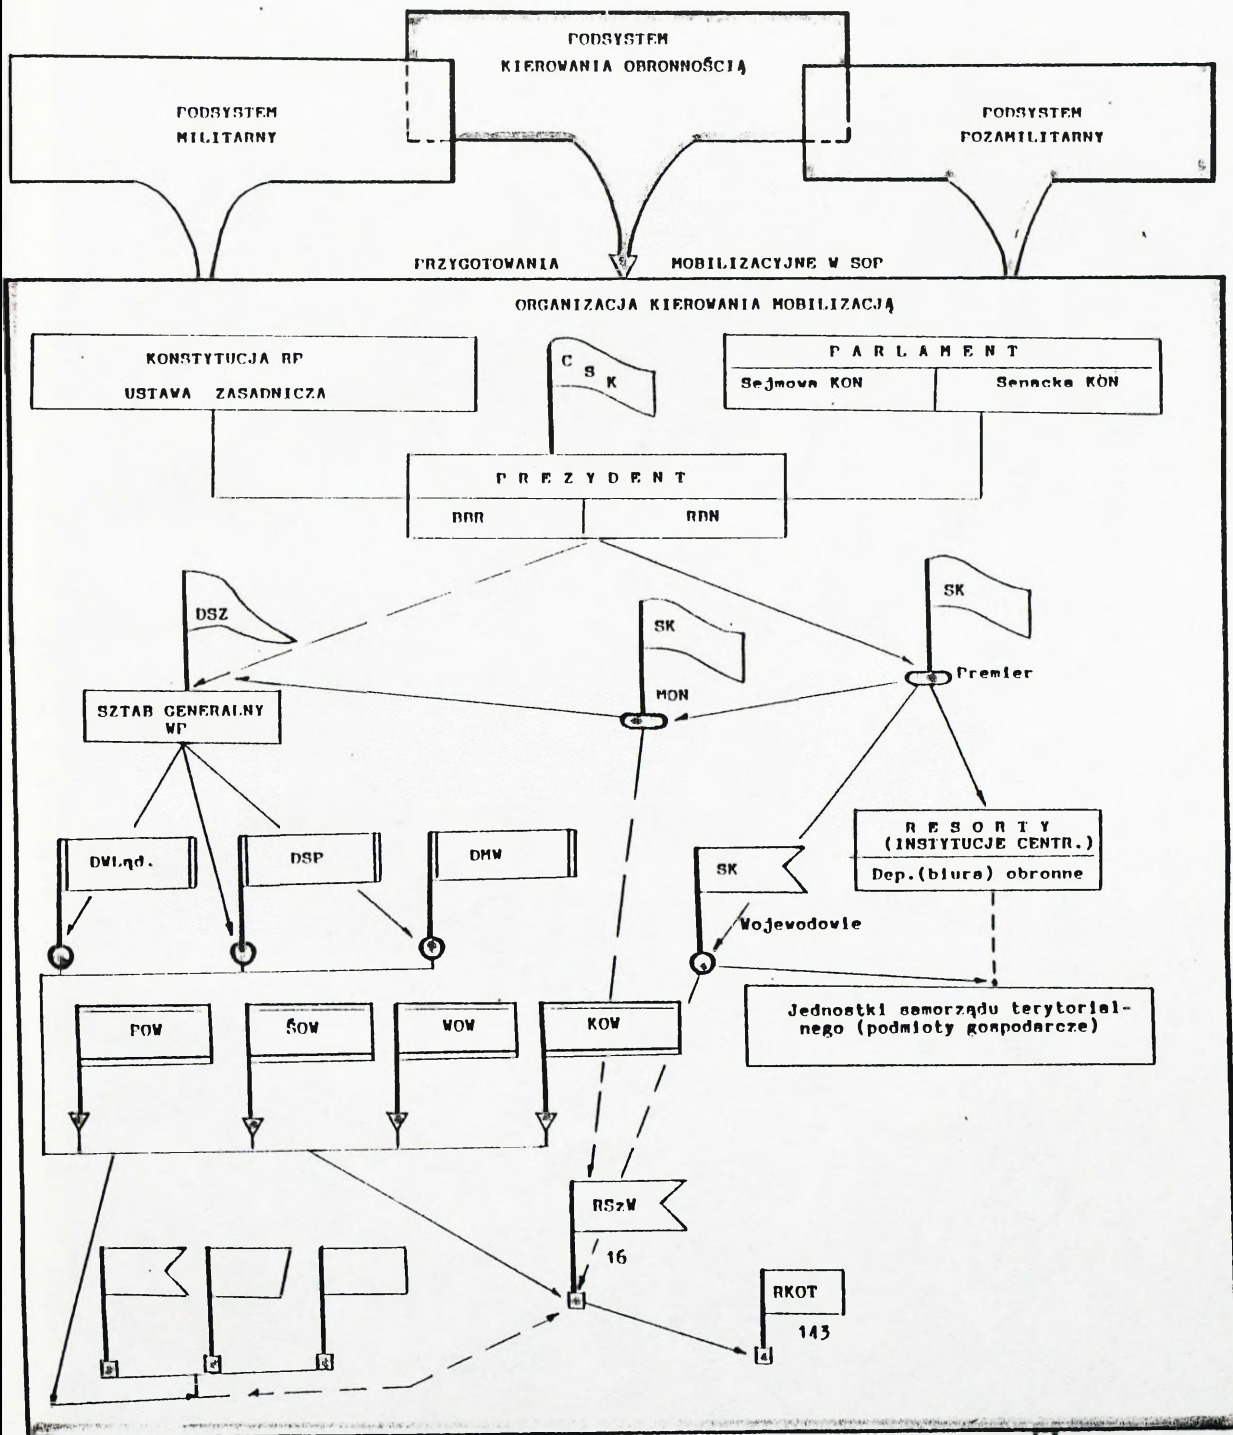 PODSYSTEM
KIEROWANIA OBRONNOŚCIĄ
PODSYSTEM
MILITARNY
PODSYSTEM
POZAMILITARNY
PRZYGOTOWANIA MOBILIZACYJNE W SOP
ORGANIZACJA KIEROWANIA MOBILIZACJĄ
KONSTYTUCJA RP
USTAWA ZASADNICZA
C S K
P A R L A M E N T
Sejmowa KON
Senacka KON
P R E Z Y D E N T
BBR
RBN
DSZ
SK
SK
Premier
MON
SZTAB GENERALNY
WP
DWLąd.
DSP
DMW
SK
R E S O R T Y
(INSTYTUCJE CENTR.)
Dep.(biura) obronne
Wojewodowie
POW
ŚOW
WOW
KOW
Jednostki samorządu terytorial-
nego (podmioty gospodarcze)
RSzW
16
RKOT
143